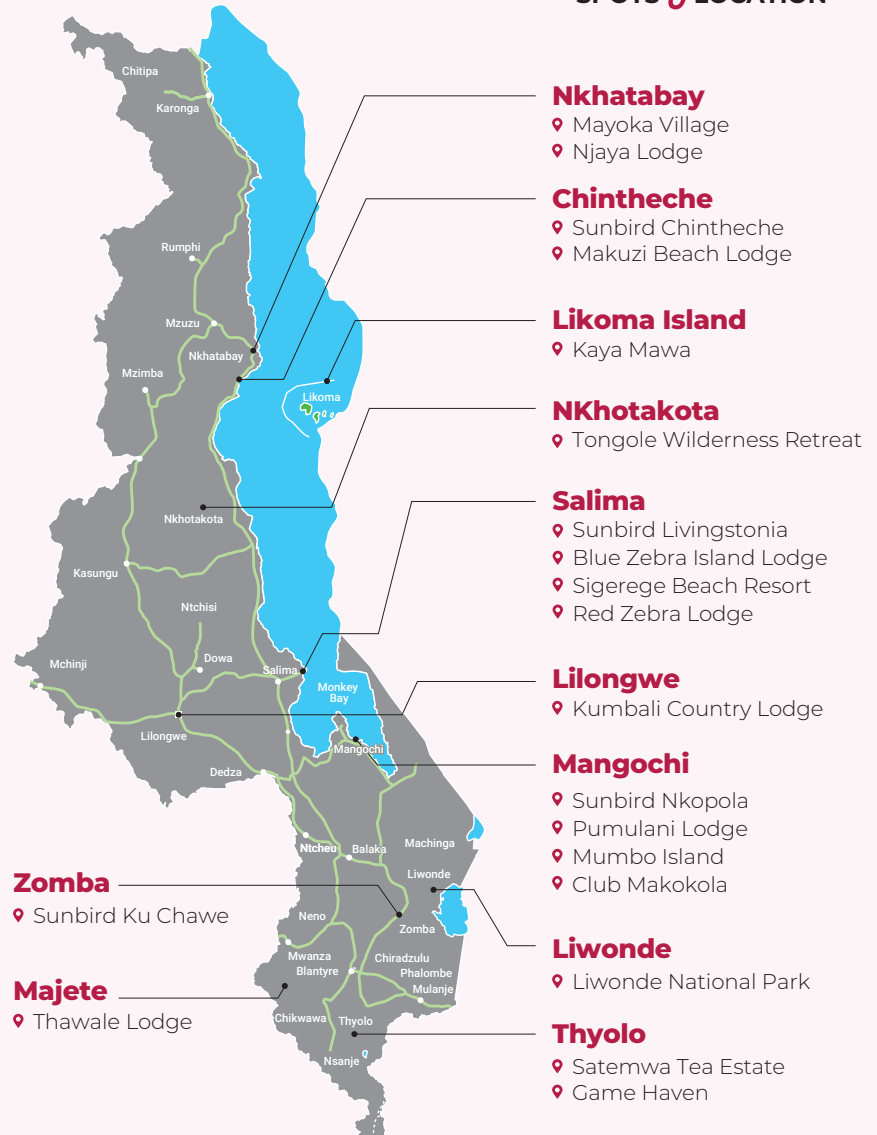 SPOTS & LOCATION
Nkhatabay
Mayoka Village
Njaya Lodge
Chintheche
Sunbird Chintheche
Makuzi Beach Lodge
Likoma Island
Kaya Mawa
NKhotakota
Tongole Wilderness Retreat
Salima
Sunbird Livingstonia
Blue Zebra Island Lodge
Sigerege Beach Resort
Red Zebra Lodge
Lilongwe
Kumbali Country Lodge
Mangochi
Sunbird Nkopola
Pumulani Lodge
Mumbo Island
Club Makokola
Liwonde
Liwonde National Park
Thyolo
Satemwa Tea Estate
Game Haven
Zomba
Sunbird Ku Chawe
Majete
Thawale Lodge
Chitipa
Karonga
Rumphi
Mzuzu
Nkhatabay
Mzimba
Likoma
Nkhotakota
Kasungu
Ntchisi
Dowa
Mchinji
Salima
Monkey
Bay
Lilongwe
Mangochi
Dedza
Machinga
Ntcheu
Balaka
Liwonde
Neno
Zomba
Mwanza
Chiradzulu
Blantyre
Phalombe
Mulanje
Chikwawa
Thyolo
Nsanje